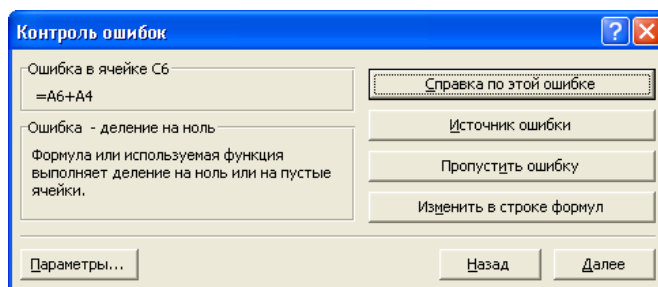 Контроль ошибок
Ошибка в ячейке C6
=A6+A4
Ошибка - деление на ноль
Формула или используемая функция
выполняет деление на ноль или на пустые
ячейки.
Справка по этой ошибке
Источник ошибки
Пропустить ошибку
Изменить в строке формул
Параметры...
Назад
Далее